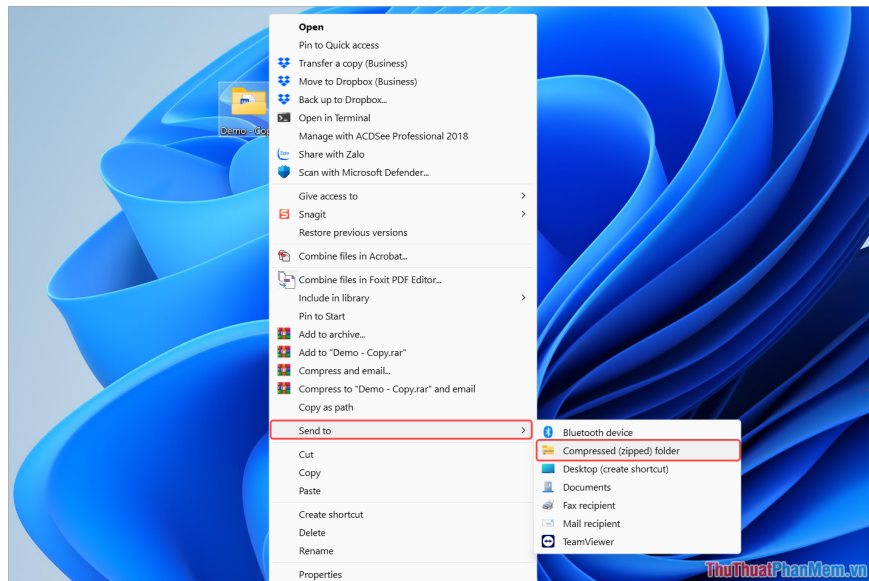 Open
Pin to Quick access
Transfer a copy (Business)
Move to Dropbox (Business)
Back up to Dropbox...
Open in Terminal
Manage with ACDSee Professional 2018
Share with Zalo
Scan with Microsoft Defender...
Give access to
Snagit
Restore previous versions
Combine files in Acrobat...
Combine files in Foxit PDF Editor...
Include in library
Pin to Start
Add to archive...
Add to "Demo - Copy.rar"
Compress and email...
Compress to "Demo - Copy.rar" and email
Copy as path
Send to
Cut
Copy
Paste
Create shortcut
Delete
Rename
Properties
Demo -
Bluetooth device
Compressed (zipped) folder
Desktop (create shortcut)
Documents
Fax recipient
Mail recipient
TeamViewer
ThuThuatPhanMem.vn